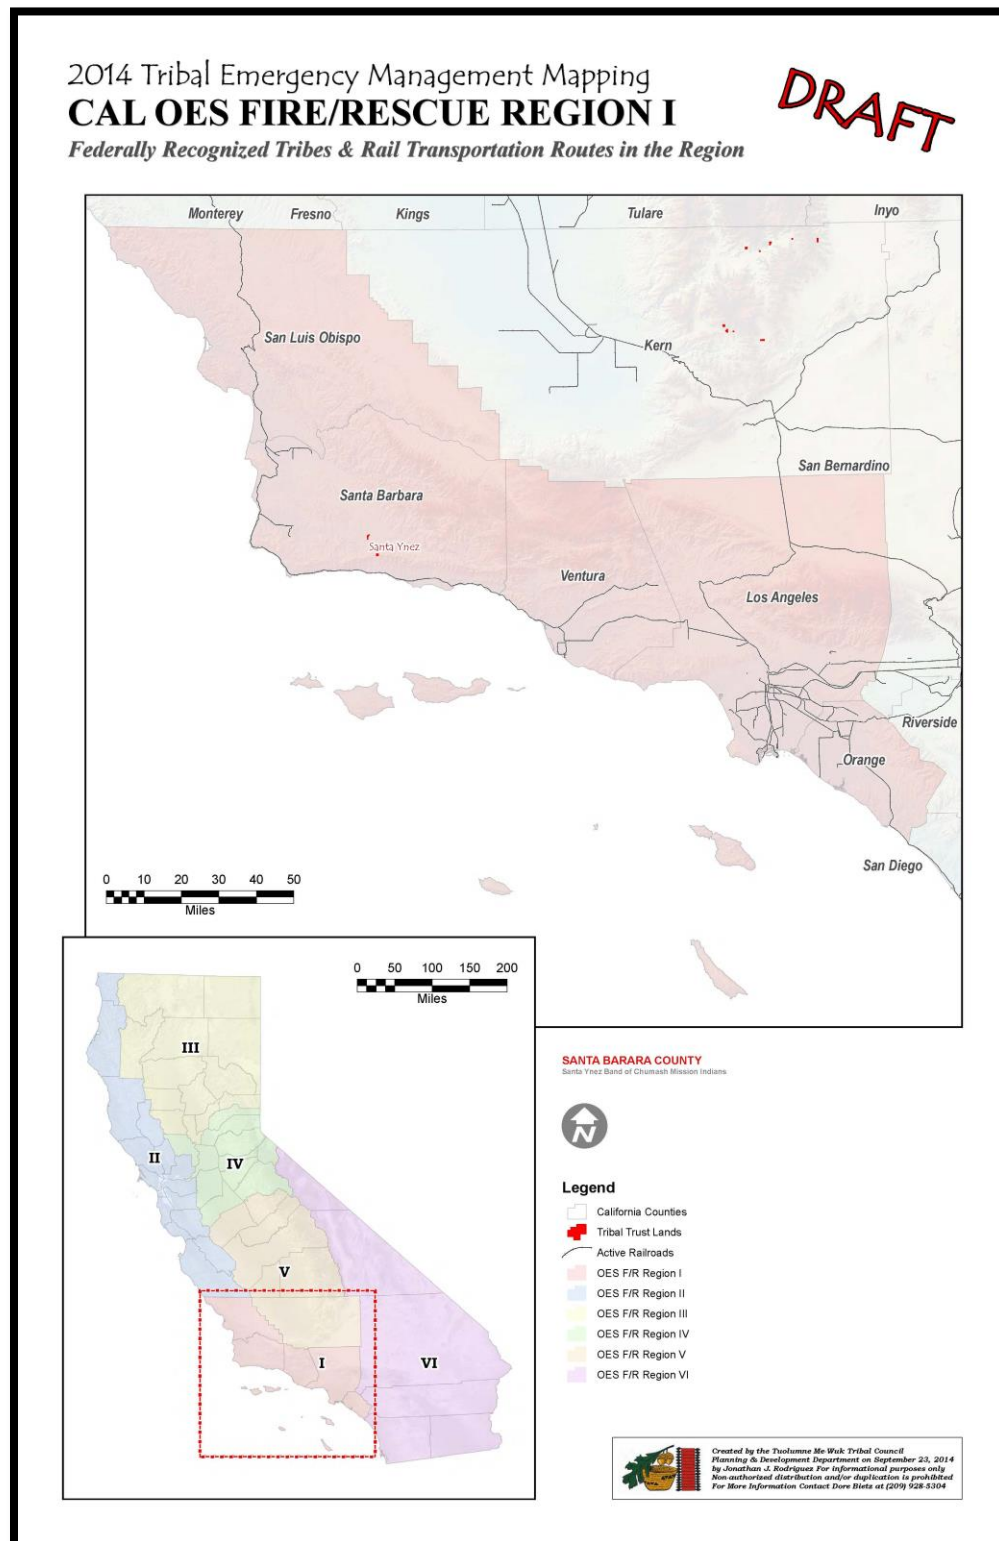 2014 Tribal Emergency Management Mapping
CAL OES FIRE/RESCUE REGION I
Federally Recognized Tribes & Rail Transportation Routes in the Region
DRAFT
Monterey
Fresno
Kings
Tulare
Inyo
San Luis Obispo
Kern
San Bernardino
Santa Barbara
Santa Ynez
Ventura
Los Angeles
Riverside
Orange
San Diego
0 10 20 30 40 50
Miles
0 50 100 150 200
Miles
III
II
IV
V
I
VI
SANTA BARARA COUNTY
Santa Ynez Band of Chumash Mission Indians
N
Legend
California Counties
Tribal Trust Lands
Active Railroads
OES F/R Region I
OES F/R Region II
OES F/R Region III
OES F/R Region IV
OES F/R Region V
OES F/R Region VI
Created by the Tuolumne Me-Wuk Tribal Council
Planning & Development Department on September 23, 2014
by Jonathan J. Rodriguez For informational purposes only
Non-authorized distribution and/or duplication is prohibited
For More Information Contact Dore Bietz at (209) 928-5304